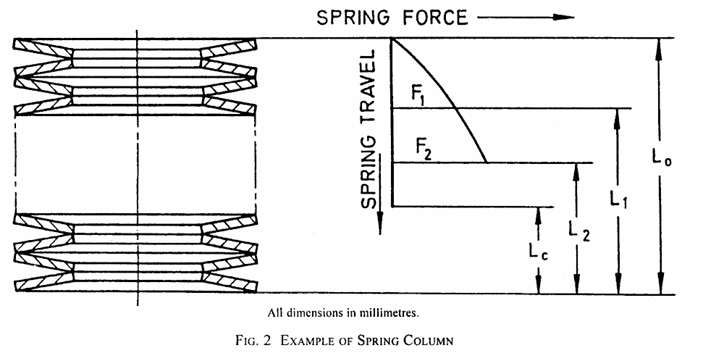 SPRING FORCE
SPRING TRAVEL
F1
F2
Lc
L2
L1
Lo
All dimensions in millimetres.
FIG. 2 EXAMPLE OF SPRING COLUMN